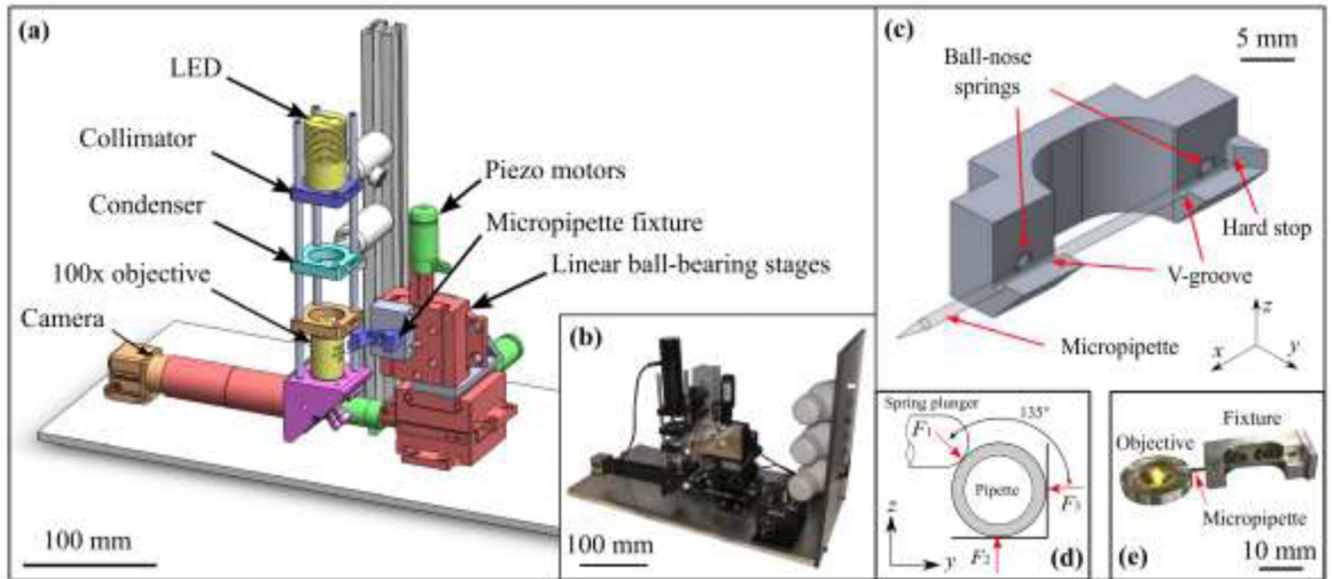 (a)
LED
Collimator
Condenser
100x objective
Camera
Piezo motors
Micropipette fixture
Linear ball-bearing stages
100 mm
(b)
100 mm
(c)
5 mm
Ball-nose
springs
Hard stop
V-groove
Micropipette
z
x
y
Spring plunger
135°
F1
Pipette
F3
F2
z
y
(d)
Objective
Fixture
Micropipette
(e)
10 mm